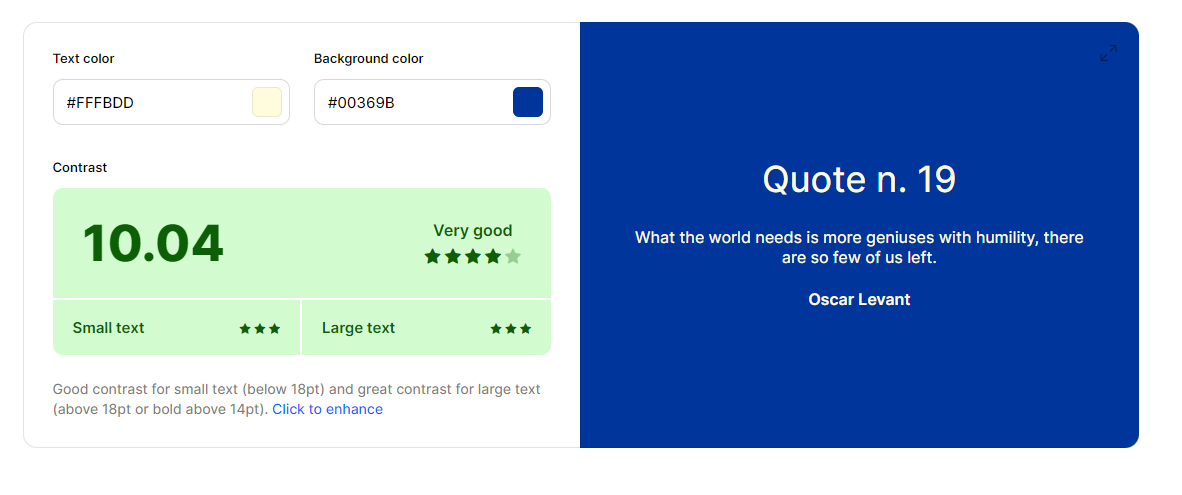 Text color
Background color
#FFFBDD
#00369B
Contrast
10.04
Very good
Small text
Large text
Good contrast for small text (below 18pt) and great contrast for large text
(above 18pt or bold above 14pt). Click to enhance
Quote n. 19
What the world needs is more geniuses with humility, there
are so few of us left.
Oscar Levant